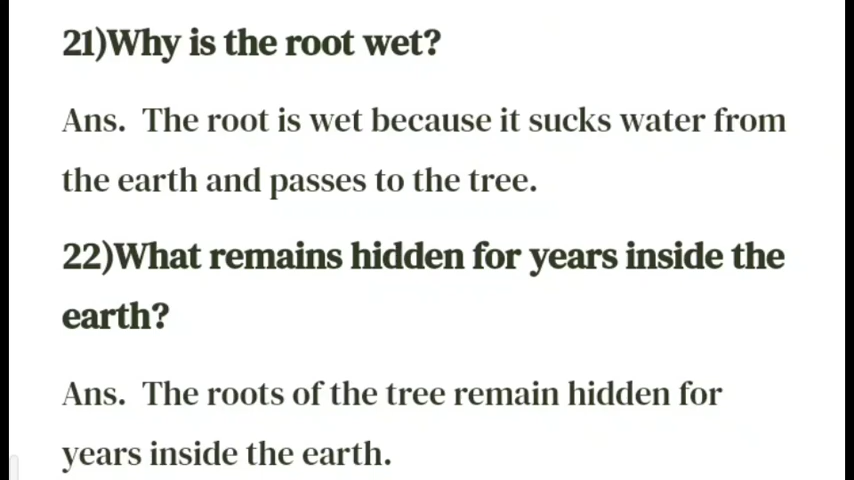 21)Why is the root wet?
Ans. The root is wet because it sucks water from
the earth and passes to the tree.
22)What remains hidden for years inside the
earth?
Ans. The roots of the tree remain hidden for
years inside the earth.